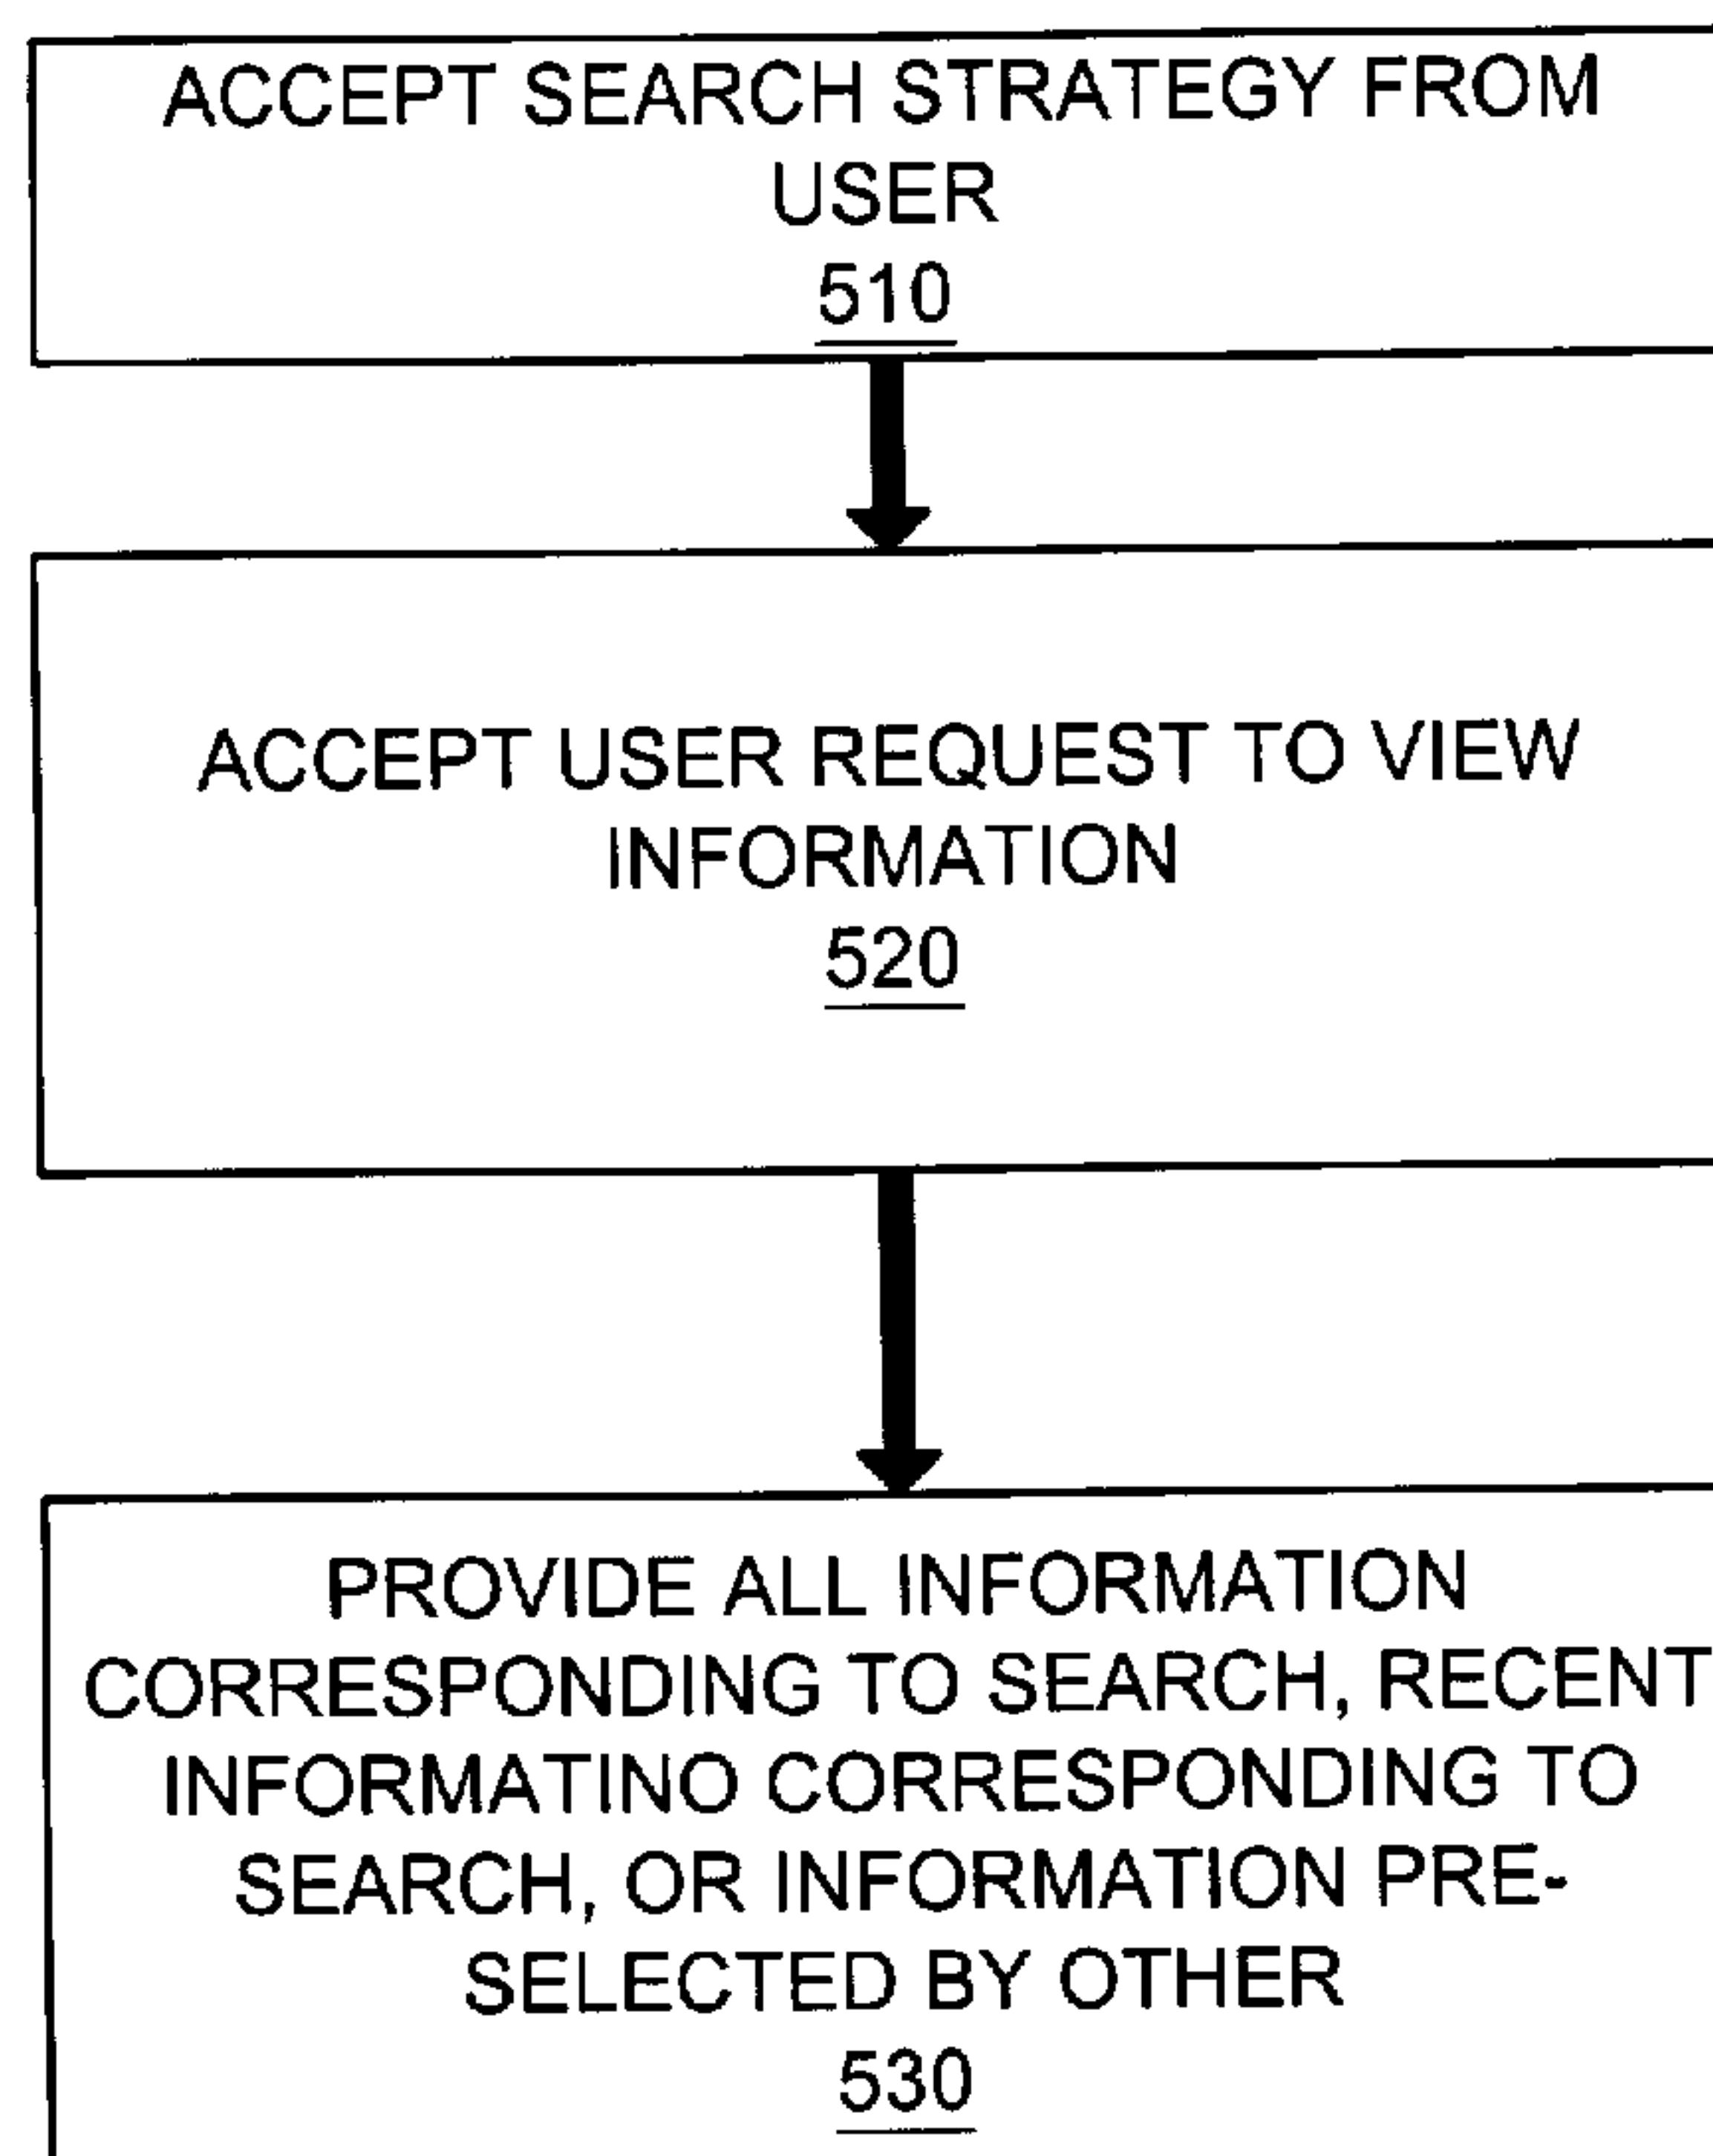 ACCEPT SEARCH STRATEGY FROM
USER
510
ACCEPT USER REQUEST TO VIEW
INFORMATION
520
PROVIDE ALL INFORMATION
CORRESPONDING TO SEARCH, RECENT
INFORMATINO CORRESPONDING TO
SEARCH, OR INFORMATION PRE-
SELECTED BY OTHER
530